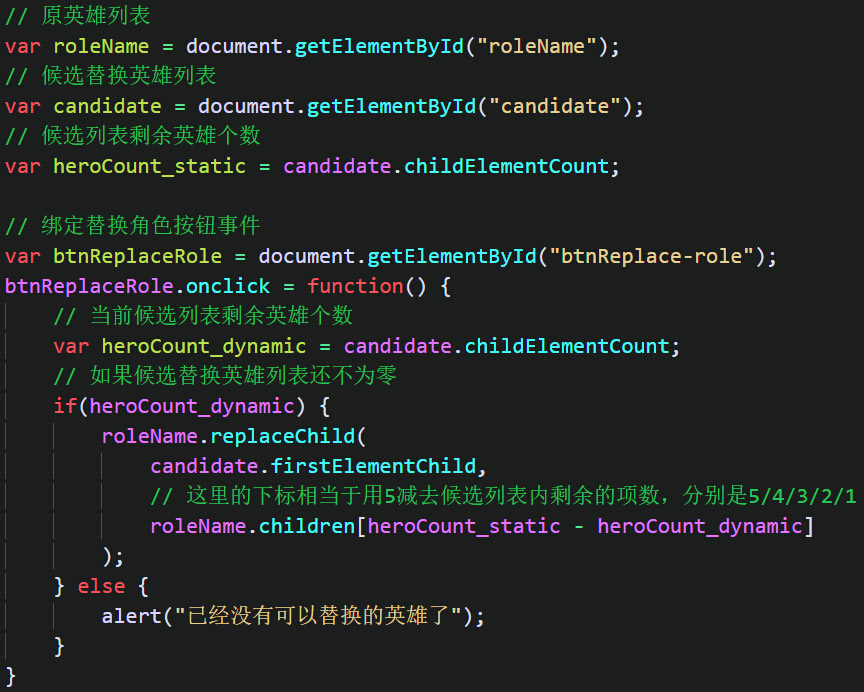 // 原英雄列表
var roleName = document.getElementById("roleName");
// 候选替换英雄列表
var candidate = document.getElementById("candidate");
// 候选列表剩余英雄个数
var heroCount_static = candidate.childElementCount;

// 绑定替换角色按钮事件
var btnReplaceRole = document.getElementById("btnReplace-role");
btnReplaceRole.onclick = function() {
    // 当前候选列表剩余英雄个数
    var heroCount_dynamic = candidate.childElementCount;
    // 如果候选替换英雄列表还不为零
    if(heroCount_dynamic) {
        roleName.replaceChild(
            candidate.firstElementChild,
            // 这里的下标相当于用5减去候选列表内剩余的项数，分别是5/4/3/2/1
            roleName.children[heroCount_static - heroCount_dynamic]
        );
    } else {
        alert("已经没有可以替换的英雄了");
    }
}